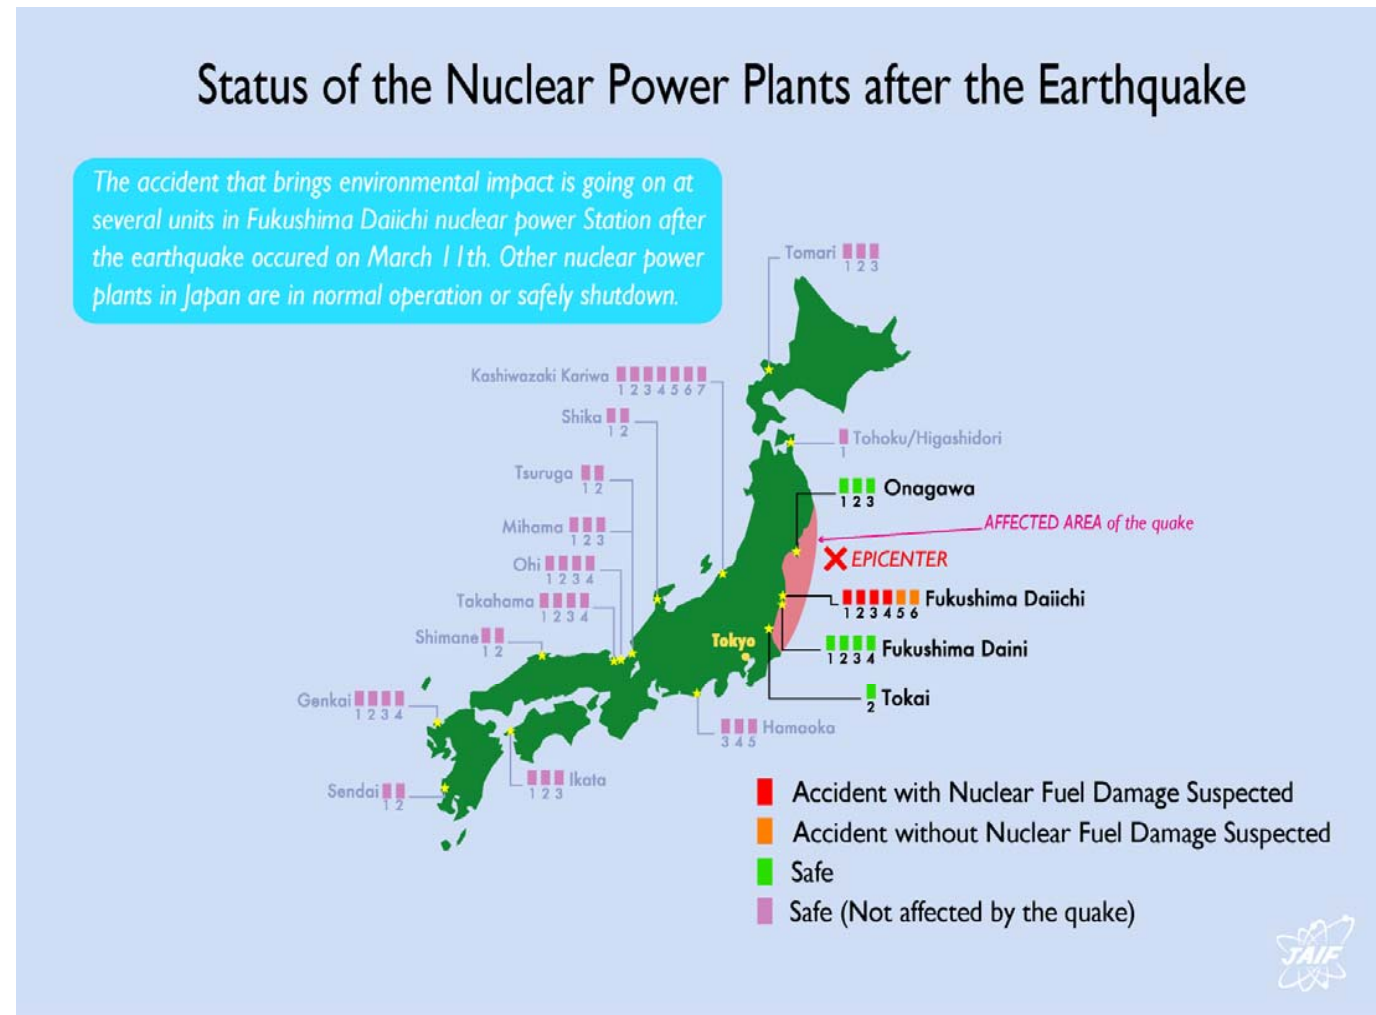 Status of the Nuclear Power Plants after the Earthquake
The accident that brings environmental impact is going on at
several units in Fukushima Daiichi nuclear power Station after
the earthquake occured on March 11th. Other nuclear power
plants in Japan are in normal operation or safely shutdown.
Tomari
1 2 3
Kashiwazaki Kariwa
1 2 3 4 5 6 7
Shika
1 2
Tohoku/Higashidori
1
Tsuruga
1 2
Onagawa
1 2 3
Mihama
1 2 3
AFFECTED AREA of the quake
Ohi
1 2 3 4
EPICENTER
Takahama
1 2 3 4
Fukushima Daiichi
1 2 3 4 5 6
Shimane
1 2
Tokyo
Fukushima Daini
1 2 3 4
Genkai
1 2 3 4
Tokai
2
Hamaoka
3 4 5
Ikata
1 2 3
Sendai
1 2
Accident with Nuclear Fuel Damage Suspected
Accident without Nuclear Fuel Damage Suspected
Safe
Safe (Not affected by the quake)
JAIF